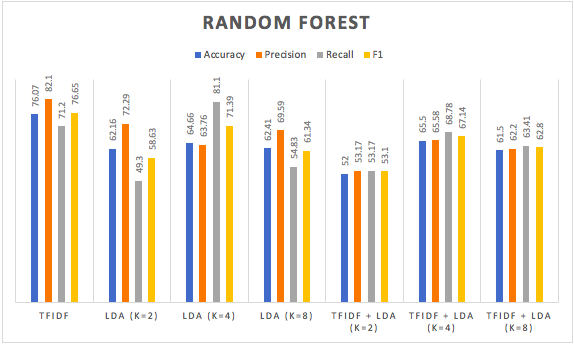 RANDOM FOREST
Accuracy Precision Recall F1
76.07 82.1 71.2 76.65
62.16 72.29 49.3 58.63
64.66 63.76 81.1 71.39
62.41 69.59 54.83 61.34
52 53.17 53.17 53.1
65.5 65.58 68.78 67.14
61.5 62.2 63.41 62.8
TFIDF LDA (K=2) LDA (K=4) LDA (K=8) TFIDF + LDA TFIDF + LDA TFIDF + LDA
(K=2) (K=4) (K=8)